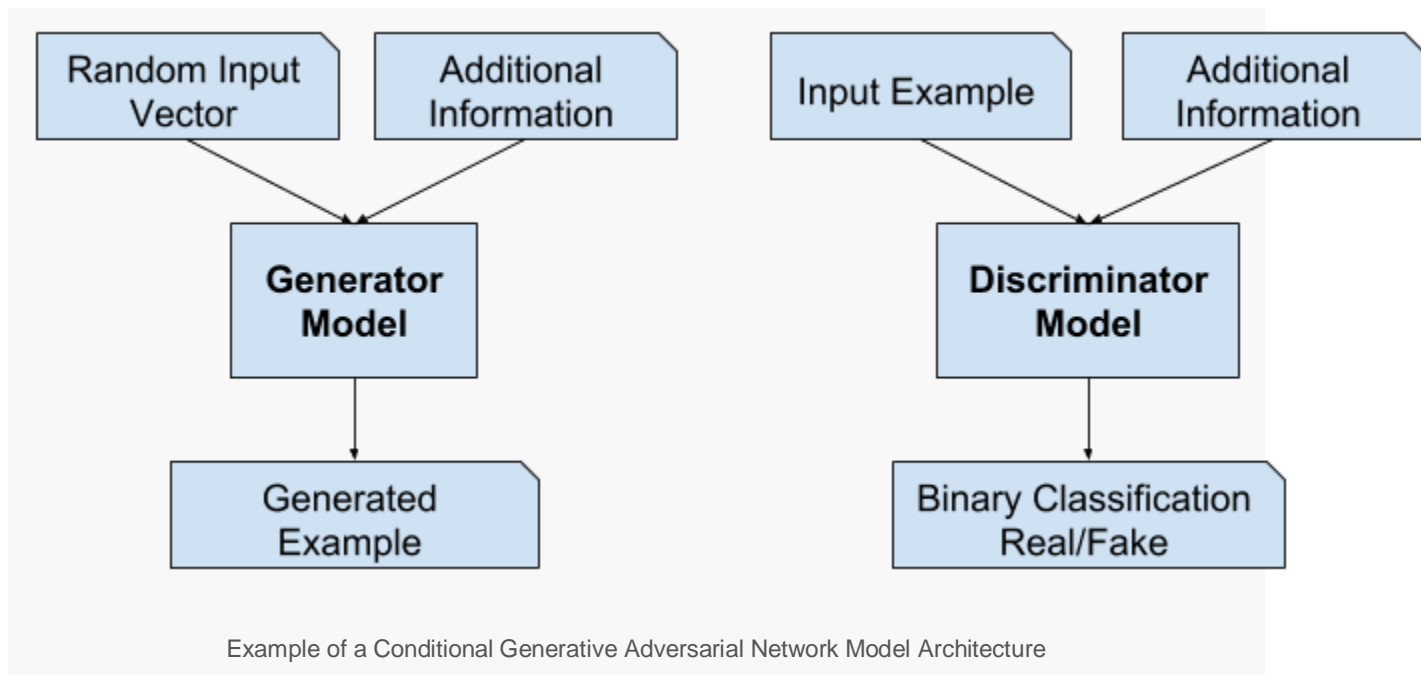 Random Input
Vector
Additional
Information
Input Example
Additional
Information
Generator
Model
Discriminator
Model
Generated
Example
Binary Classification
Real/Fake
Example of a Conditional Generative Adversarial Network Model Architecture